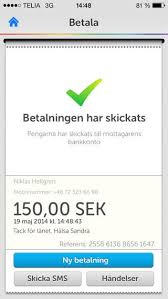 TELIA 3G 14:48 81 %
Betala
Betalningen har skickats
Pengarna har skickats till mottagarens
bankkonto
Niklas Hellgren
Mobilnummer: +46 72 523 66 98
150,00 SEK
19 maj 2014 kl. 14:48:43
Tack för lånet, Hälsa Sandra
Referens: 2558 6136 8656 1647
Ny betalning
Skicka SMS
Händelser